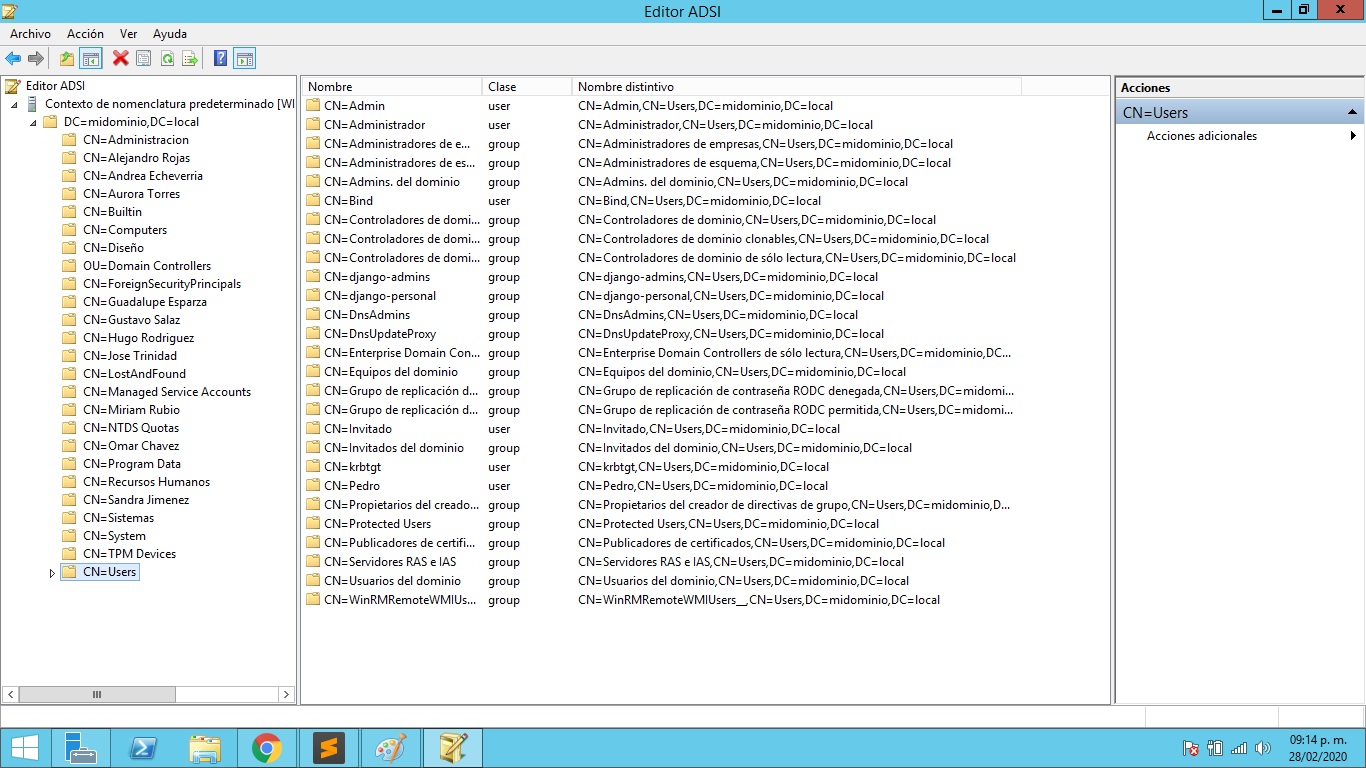 Editor ADSI
Archivo Acción Ver Ayuda
Editor ADSI
Contexto de nomenclatura predeterminado [WI
DC=midominio,DC=local
CN=Administracion
CN=Alejandro Rojas
CN=Andrea Echeverria
CN=Aurora Torres
CN=Builtin
CN=Computers
CN=Diseño
OU=Domain Controllers
CN=ForeignSecurityPrincipals
CN=Guadalupe Esparza
CN=Gustavo Salaz
CN=Hugo Rodriguez
CN=Jose Trinidad
CN=LostAndFound
CN=Managed Service Accounts
CN=Miriam Rubio
CN=NTDS Quotas
CN=Omar Chavez
CN=Program Data
CN=Recursos Humanos
CN=Sandra Jimenez
CN=Sistemas
CN=System
CN=TPM Devices
CN=Users
Nombre Clase Nombre distintivo
CN=Admin user CN=Admin,CN=Users,DC=midominio,DC=local
CN=Administrador user CN=Administrador,CN=Users,DC=midominio,DC=local
CN=Administradores de e... group CN=Administradores de empresas,CN=Users,DC=midominio,DC=local
CN=Administradores de es... group CN=Administradores de esquema,CN=Users,DC=midominio,DC=local
CN=Admins. del dominio group CN=Admins. del dominio,CN=Users,DC=midominio,DC=local
CN=Bind user CN=Bind,CN=Users,DC=midominio,DC=local
CN=Controladores de domi... group CN=Controladores de dominio,CN=Users,DC=midominio,DC=local
CN=Controladores de domi... group CN=Controladores de dominio clonables,CN=Users,DC=midominio,DC=local
CN=Controladores de domi... group CN=Controladores de dominio de sólo lectura,CN=Users,DC=midominio,DC=local
CN=django-admins group CN=django-admins,CN=Users,DC=midominio,DC=local
CN=django-personal group CN=django-personal,CN=Users,DC=midominio,DC=local
CN=DnsAdmins group CN=DnsAdmins,CN=Users,DC=midominio,DC=local
CN=DnsUpdateProxy group CN=DnsUpdateProxy,CN=Users,DC=midominio,DC=local
CN=Enterprise Domain Con... group CN=Enterprise Domain Controllers de sólo lectura,CN=Users,DC=midominio,DC...
CN=Equipos del dominio group CN=Equipos del dominio,CN=Users,DC=midominio,DC=local
CN=Grupo de replicación d... group CN=Grupo de replicación de contraseña RODC denegada,CN=Users,DC=midomi...
CN=Grupo de replicación d... group CN=Grupo de replicación de contraseña RODC permitida,CN=Users,DC=midomi...
CN=Invitado user CN=Invitado,CN=Users,DC=midominio,DC=local
CN=Invitados del dominio group CN=Invitados del dominio,CN=Users,DC=midominio,DC=local
CN=krbtgt user CN=krbtgt,CN=Users,DC=midominio,DC=local
CN=Pedro user CN=Pedro,CN=Users,DC=midominio,DC=local
CN=Propietarios del creado... group CN=Propietarios del creador de directivas de grupo,CN=Users,DC=midominio,D...
CN=Protected Users group CN=Protected Users,CN=Users,DC=midominio,DC=local
CN=Publicadores de certifi... group CN=Publicadores de certificados,CN=Users,DC=midominio,DC=local
CN=Servidores RAS e IAS group CN=Servidores RAS e IAS,CN=Users,DC=midominio,DC=local
CN=Usuarios del dominio group CN=Usuarios del dominio,CN=Users,DC=midominio,DC=local
CN=WinRMRemoteWMIUs... group CN=WinRMRemoteWMIUsers__,CN=Users,DC=midominio,DC=local
Acciones
CN=Users
Acciones adicionales
09:14 p. m.
28/02/2020